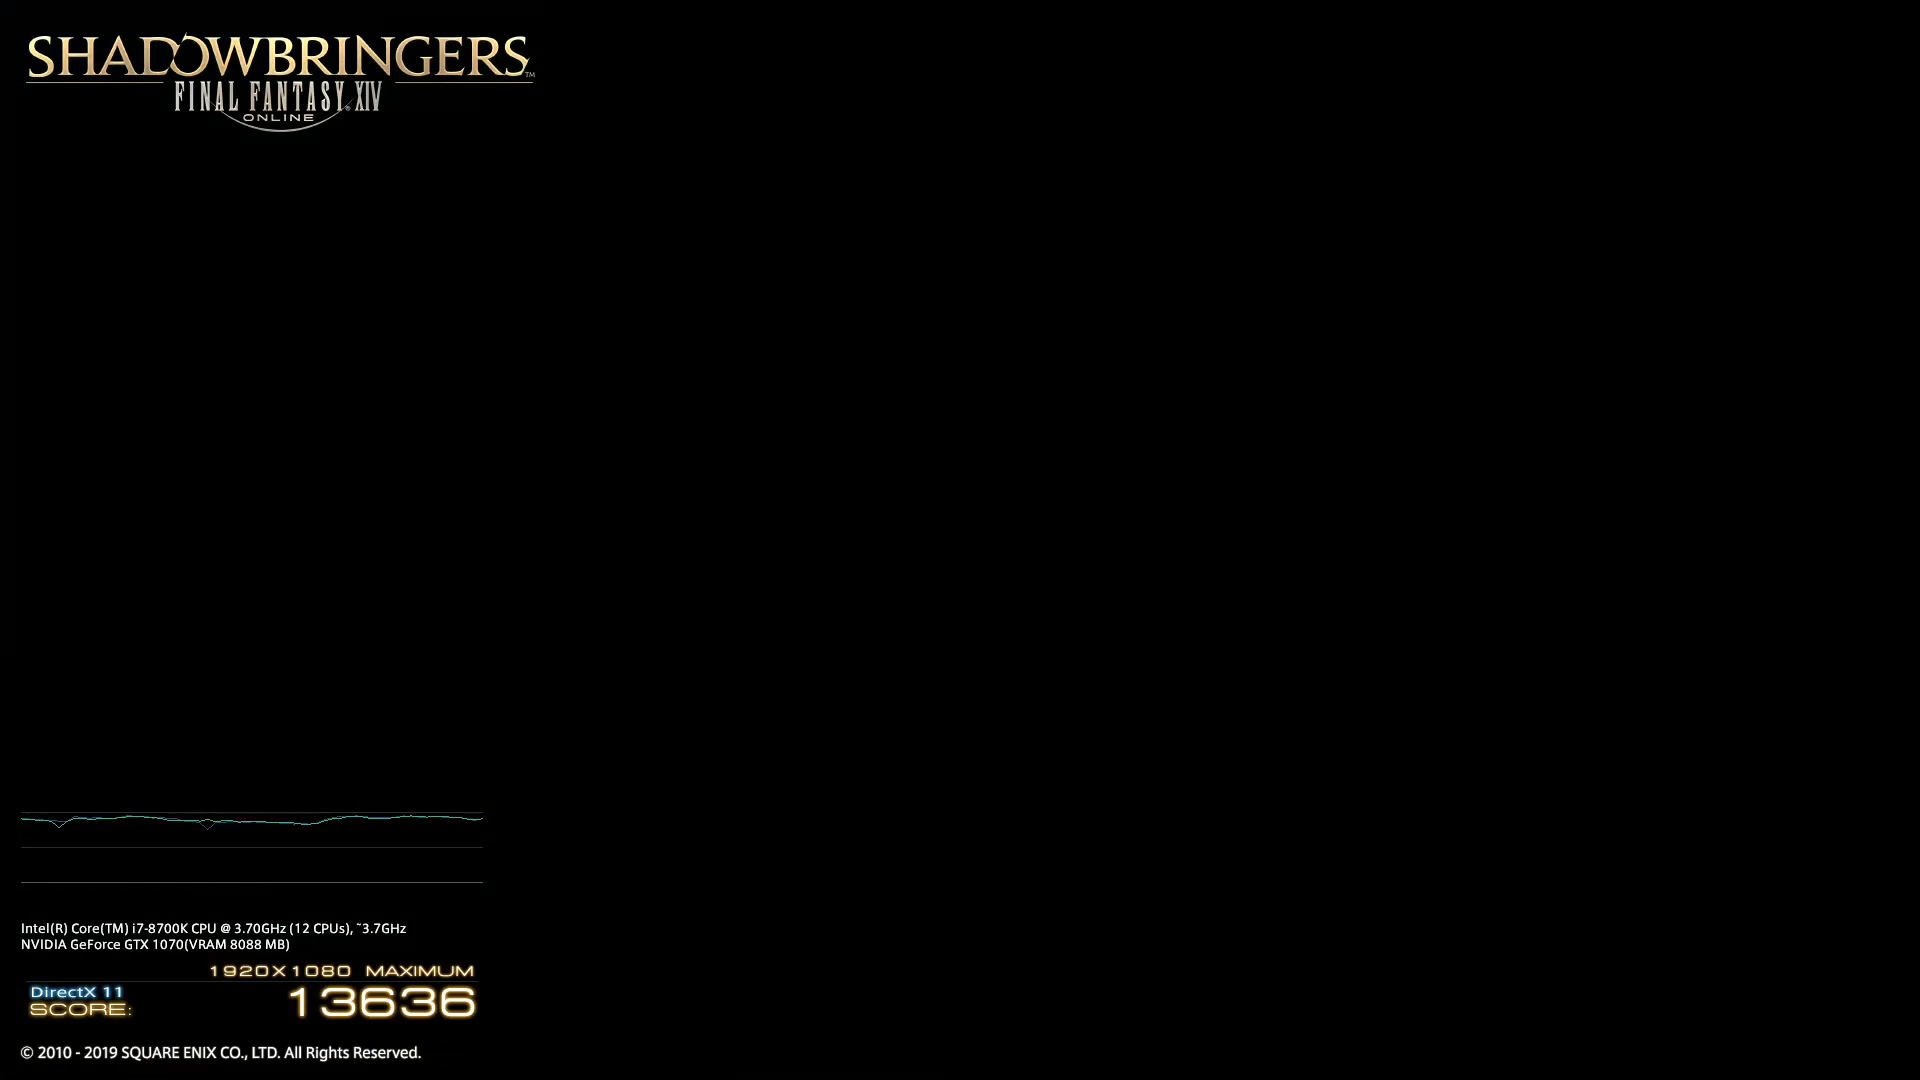 SHADOWBRINGERS™
FINAL FANTASY® XIV
ONLINE
Intel(R) Core(TM) i7-8700K CPU @ 3.70GHz (12 CPUs), ~3.7GHz
NVIDIA GeForce GTX 1070(VRAM 8088 MB)
1920X1080 MAXIMUM
DirectX 11
SCORE: 13636
© 2010 - 2019 SQUARE ENIX CO., LTD. All Rights Reserved.